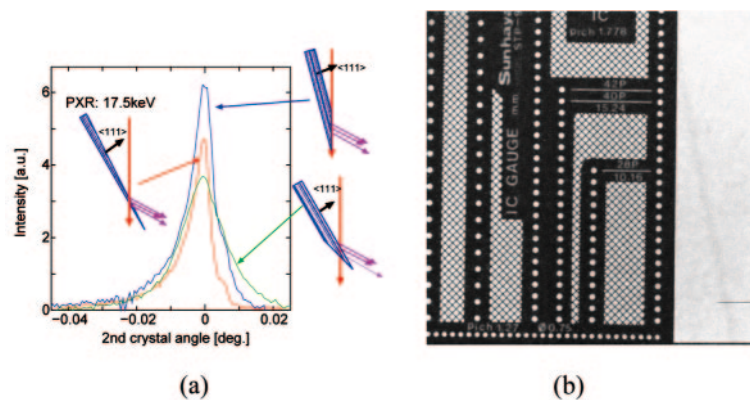 PXR: 17.5keV
<111>
<111>
<111>
Intensity [a.u.]
6
4
2
0
−0.04
−0.02
0
0.02
2nd crystal angle [deg.]
(a)
IC
Pich 1.778
Sunhaya
IC GAUGE m.m.
42P
40P
15.24
28P
10.16
Pich 1.27
Ø0.75
(b)